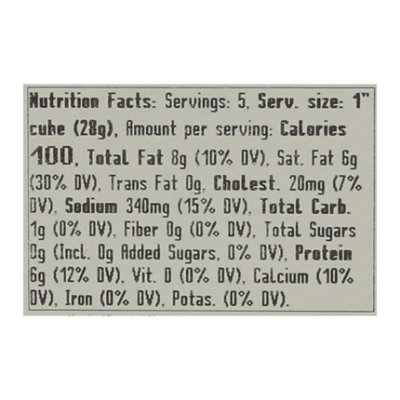 Nutrition Facts: Servings: 5, Serv. size: 1"
cube (28g), Amount per serving: Calories
100, Total Fat 8g (10% DV), Sat. Fat 6g
(30% DV), Trans Fat 0g, Cholest. 20mg (7%
DV), Sodium 340mg (15% DV), Total Carb.
1g (0% DV), Fiber 0g (0% DV), Total Sugars
0g (Incl. 0g Added Sugars, 0% DV), Protein
6g (12% DV), Vit. D (0% DV), Calcium (10%
DV), Iron (0% DV), Potas. (0% DV).